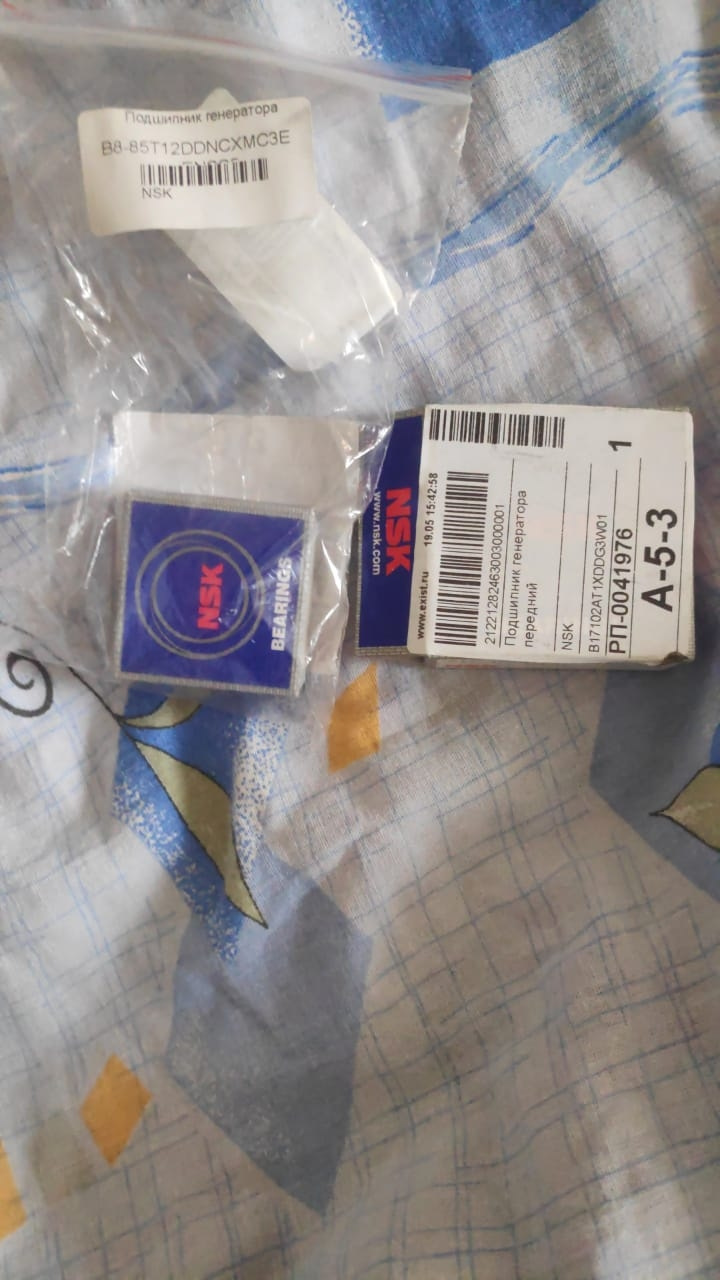 Подшипник генератора
B8-85T12DDNCXMC3E
NSK
NSK
BEARINGS
NSK
www.nsk.com
www.exist.ru 19.05 15:42:58
21221282463003000001
Подшипник генератора
передний
NSK
B17102AT1XDDG3W01
РП-0041976 1
А-5-3